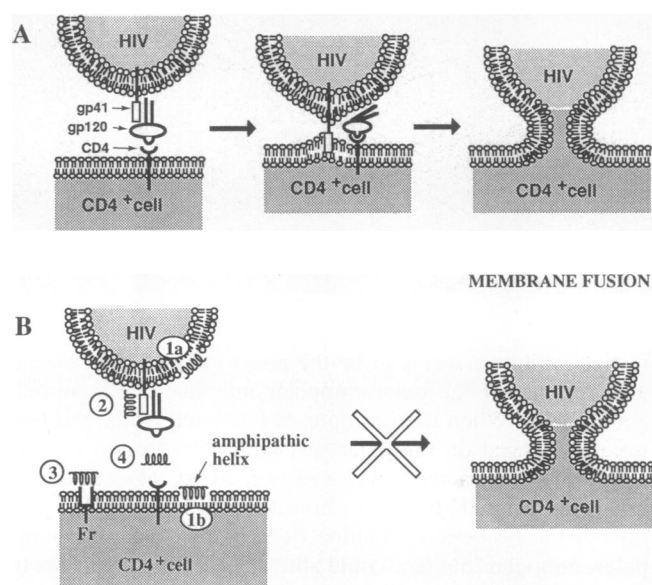 A
HIV
HIV
HIV
gp41
gp120
CD4
CD4 +cell
CD4 +cell
CD4 +cell
MEMBRANE FUSION
B
HIV
1a
HIV
2
4
amphipathic
helix
3
Fr
1b
CD4+cell
CD4 +cell